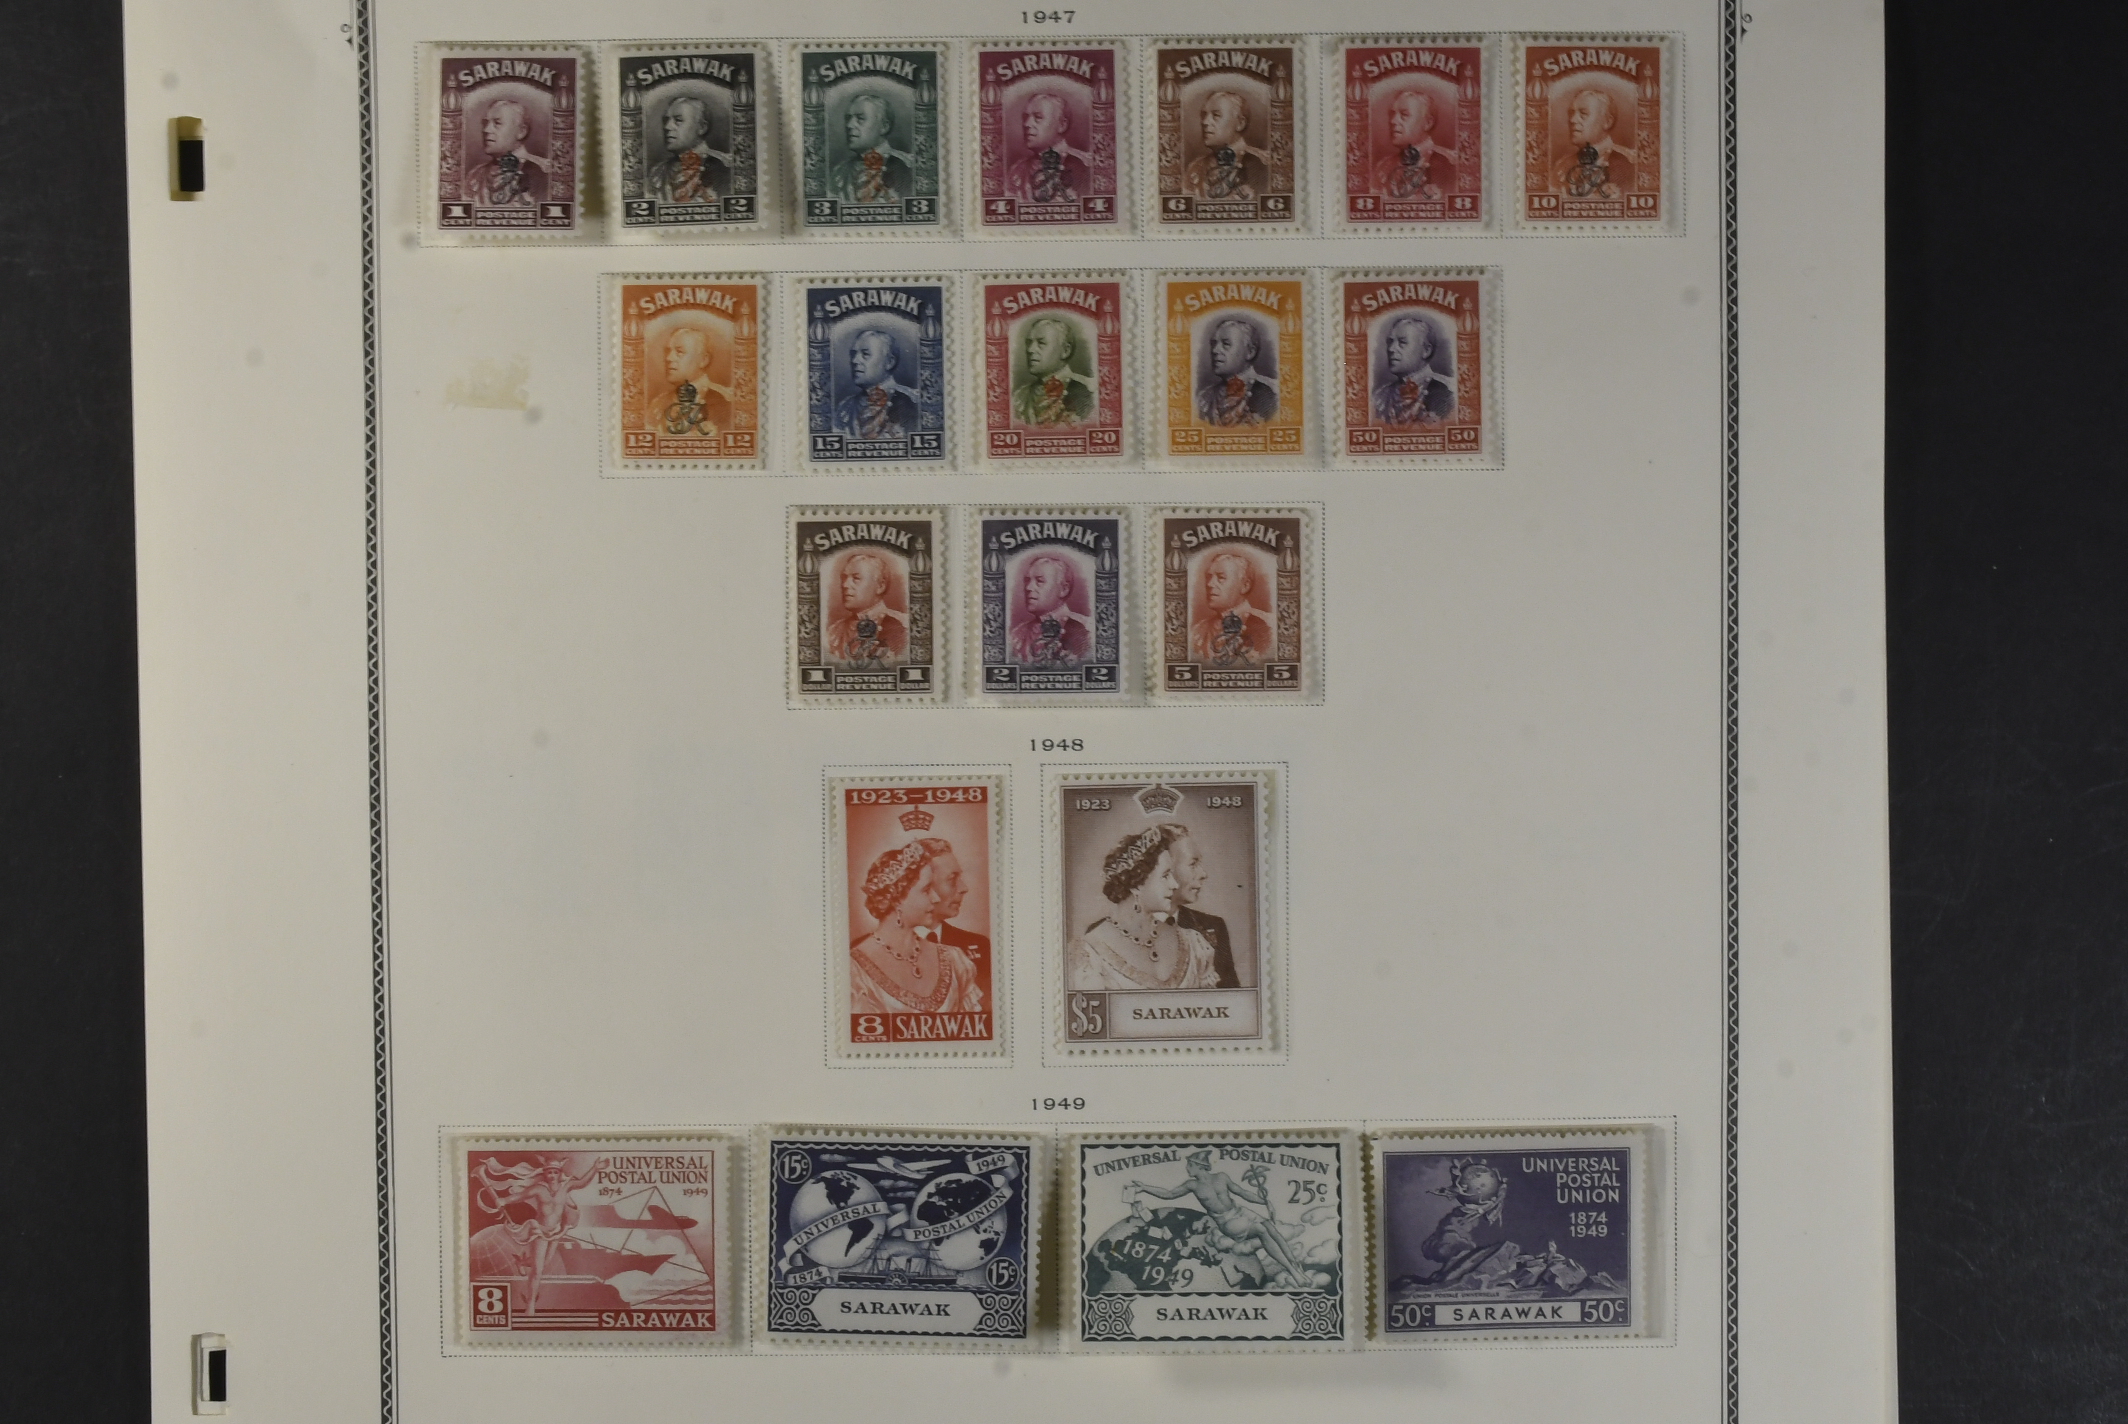 1947
SARAWAK
1 POSTAGE REVENUE 1
CENT CENT
SARAWAK
2 POSTAGE REVENUE 2
CENTS CENTS
SARAWAK
3 POSTAGE REVENUE 3
CENTS CENTS
SARAWAK
4 POSTAGE REVENUE 4
CENTS CENTS
SARAWAK
6 POSTAGE REVENUE 6
CENTS CENTS
SARAWAK
8 POSTAGE REVENUE 8
CENTS CENTS
SARAWAK
10 POSTAGE REVENUE 10
CENTS CENTS
SARAWAK
12 POSTAGE REVENUE 12
CENTS CENTS
SARAWAK
15 POSTAGE REVENUE 15
CENTS CENTS
SARAWAK
20 POSTAGE REVENUE 20
CENTS CENTS
SARAWAK
25 POSTAGE REVENUE 25
CENTS CENTS
SARAWAK
50 POSTAGE REVENUE 50
CENTS CENTS
SARAWAK
1 POSTAGE REVENUE 1
DOLLAR DOLLAR
SARAWAK
2 POSTAGE REVENUE 2
DOLLARS DOLLARS
SARAWAK
5 POSTAGE REVENUE 5
DOLLARS DOLLARS
1948
1923-1948
8 CENTS SARAWAK
1923 1948
$5 SARAWAK
1949
UNIVERSAL
POSTAL UNION
1874 1949
8
CENTS
SARAWAK
15c 1949
UNIVERSAL POSTAL UNION
1874 15c
SARAWAK
UNIVERSAL POSTAL UNION
25c
1874
1949
SARAWAK
UNIVERSAL
POSTAL
UNION
1874
1949
UNION POSTALE UNIVERSELLE
50c SARAWAK 50c